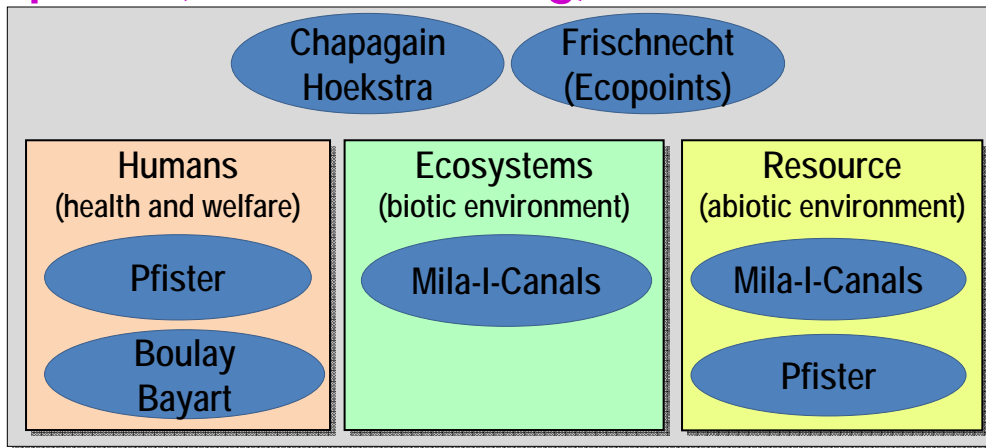 Chapagain
Hoekstra
Frischnecht
(Ecopoints)
Humans
(health and welfare)
Pfister
Boulay
Bayart
Ecosystems
(biotic environment)
Mila-I-Canals
Resource
(abiotic environment)
Mila-I-Canals
Pfister